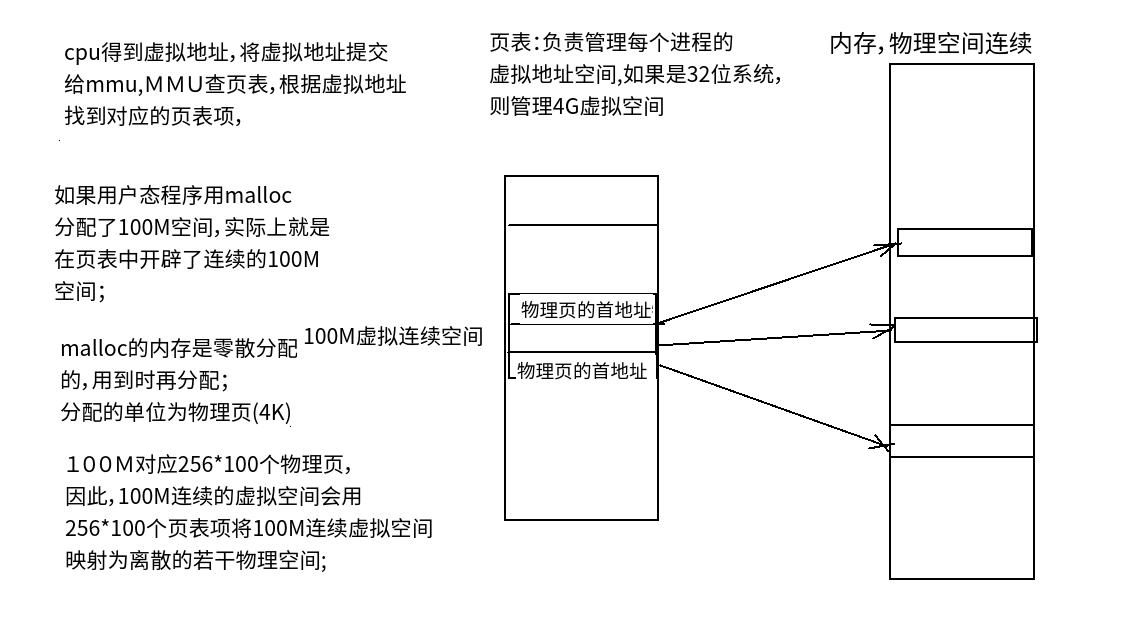 cpu得到虚拟地址，将虚拟地址提交
给mmu,ＭＭＵ查页表，根据虚拟地址
找到对应的页表项，
页表：负责管理每个进程的
虚拟地址空间,如果是32位系统，
则管理4G虚拟空间
内存，物理空间连续
如果用户态程序用malloc
分配了100M空间，实际上就是
在页表中开辟了连续的100M
空间；
物理页的首地址
100M虚拟连续空间
物理页的首地址
malloc的内存是零散分配
的，用到时再分配；
分配的单位为物理页(4K)
１００Ｍ对应256*100个物理页，
因此，100M连续的虚拟空间会用
256*100个页表项将100M连续虚拟空间
映射为离散的若干物理空间;